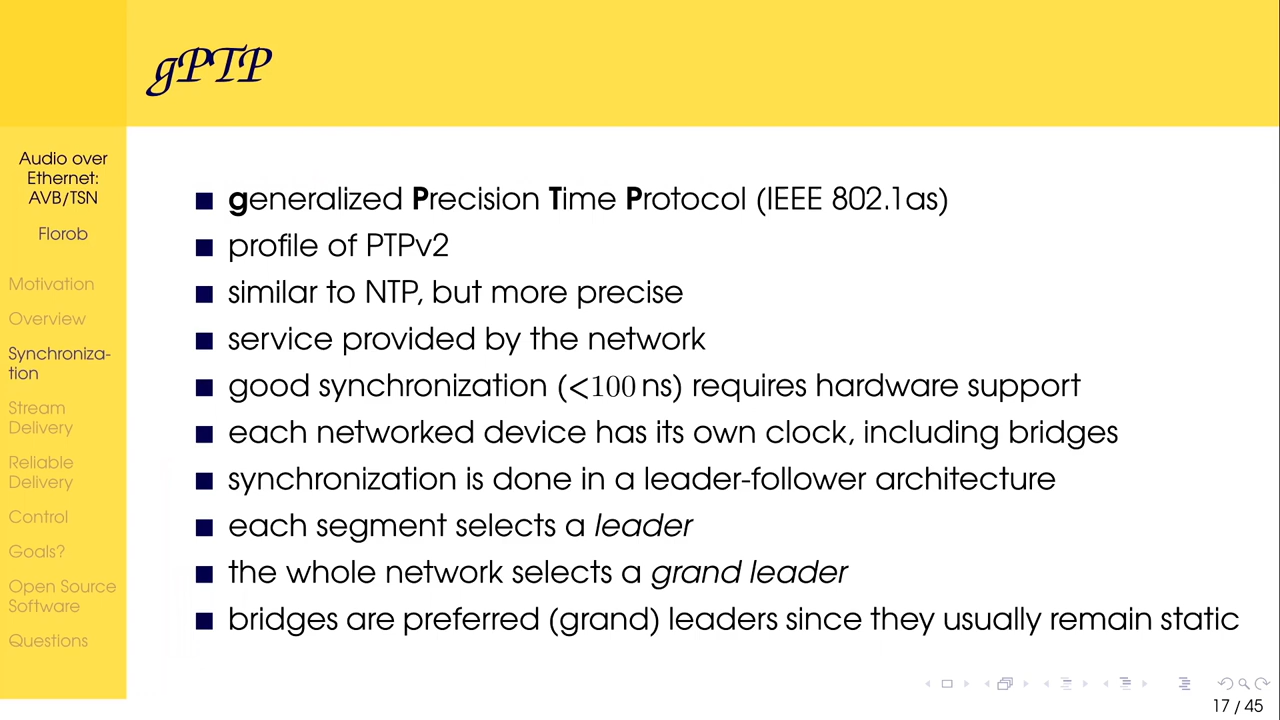 gPTP
Audio over
Ethernet:
AVB/TSN
Florob
Motivation
Overview
Synchroniza-
tion
Stream
Delivery
Reliable
Delivery
Control
Goals?
Open Source
Software
Questions
generalized Precision Time Protocol (IEEE 802.1as)
profile of PTPv2
similar to NTP, but more precise
service provided by the network
good synchronization (<100 ns) requires hardware support
each networked device has its own clock, including bridges
synchronization is done in a leader-follower architecture
each segment selects a leader
the whole network selects a grand leader
bridges are preferred (grand) leaders since they usually remain static
17 / 45